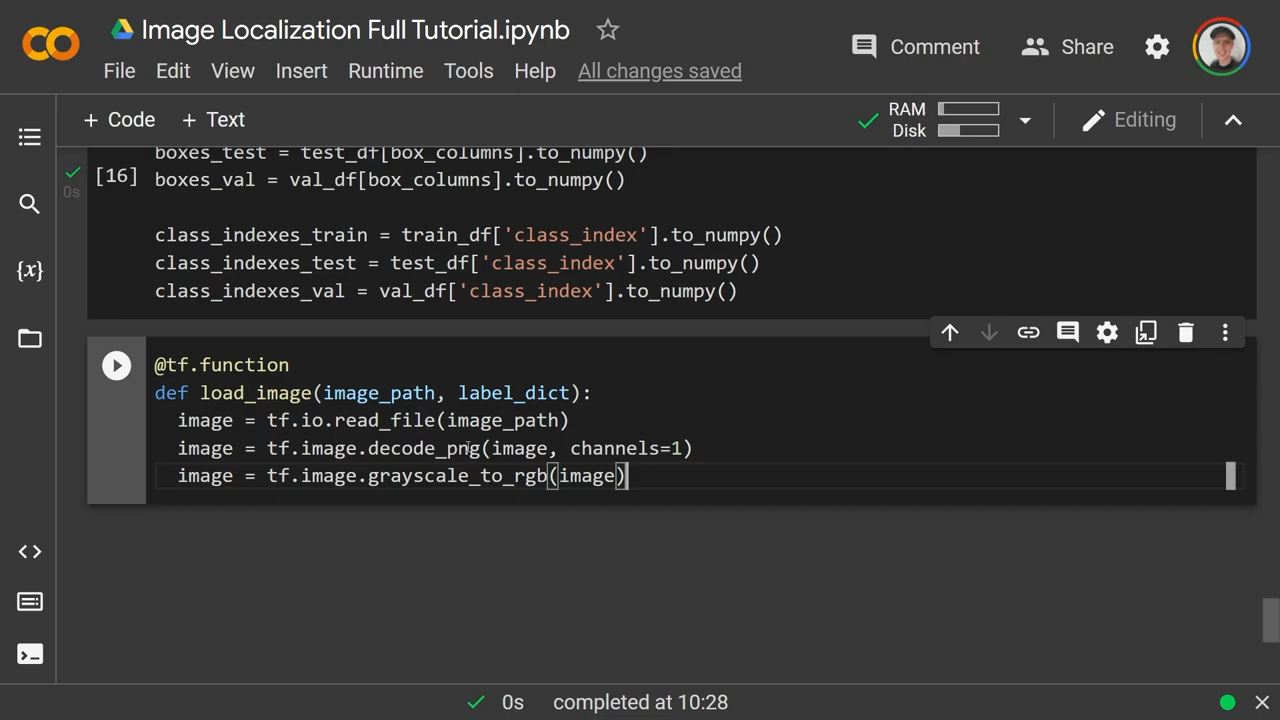 Image Localization Full Tutorial.ipynb
Comment
Share
File Edit View Insert Runtime Tools Help All changes saved
+ Code + Text
RAM
Disk
Editing
boxes_test = test_df[box_columns].to_numpy()
[16] boxes_val = val_df[box_columns].to_numpy()
0s
class_indexes_train = train_df['class_index'].to_numpy()
class_indexes_test = test_df['class_index'].to_numpy()
class_indexes_val = val_df['class_index'].to_numpy()
@tf.function
def load_image(image_path, label_dict):
image = tf.io.read_file(image_path)
image = tf.image.decode_png(image, channels=1)
image = tf.image.grayscale_to_rgb(image)
0s completed at 10:28